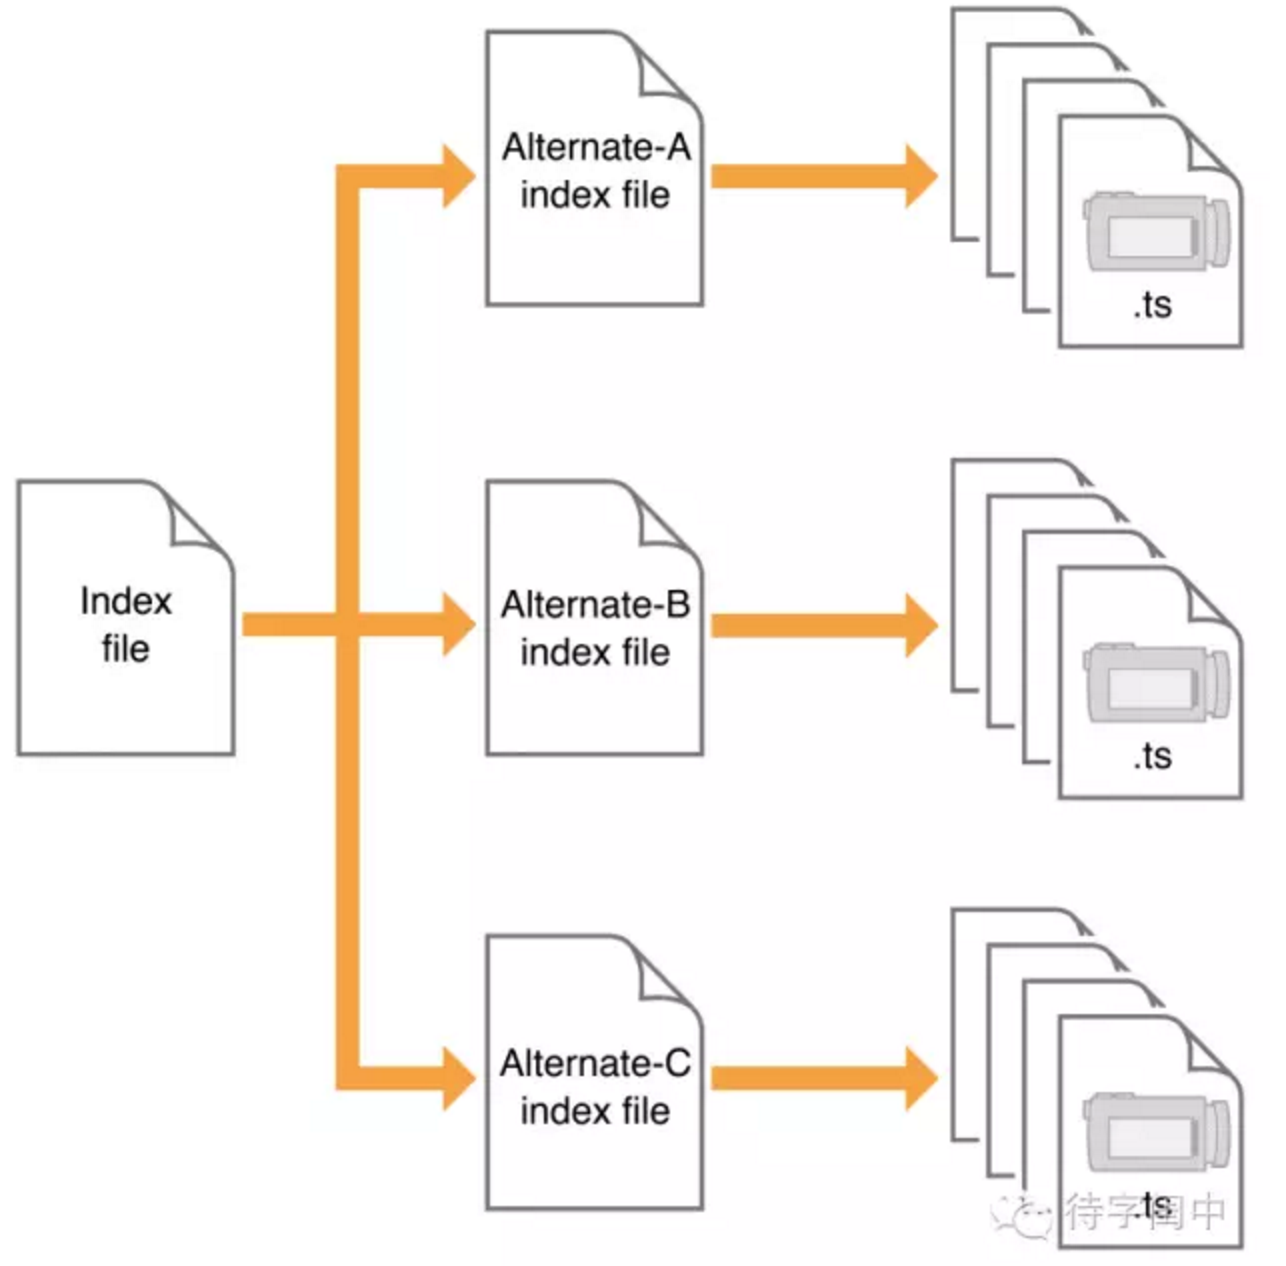 Alternate-A
index file
.ts
Index
file
Alternate-B
index file
.ts
Alternate-C
index file
.ts
待字闺中